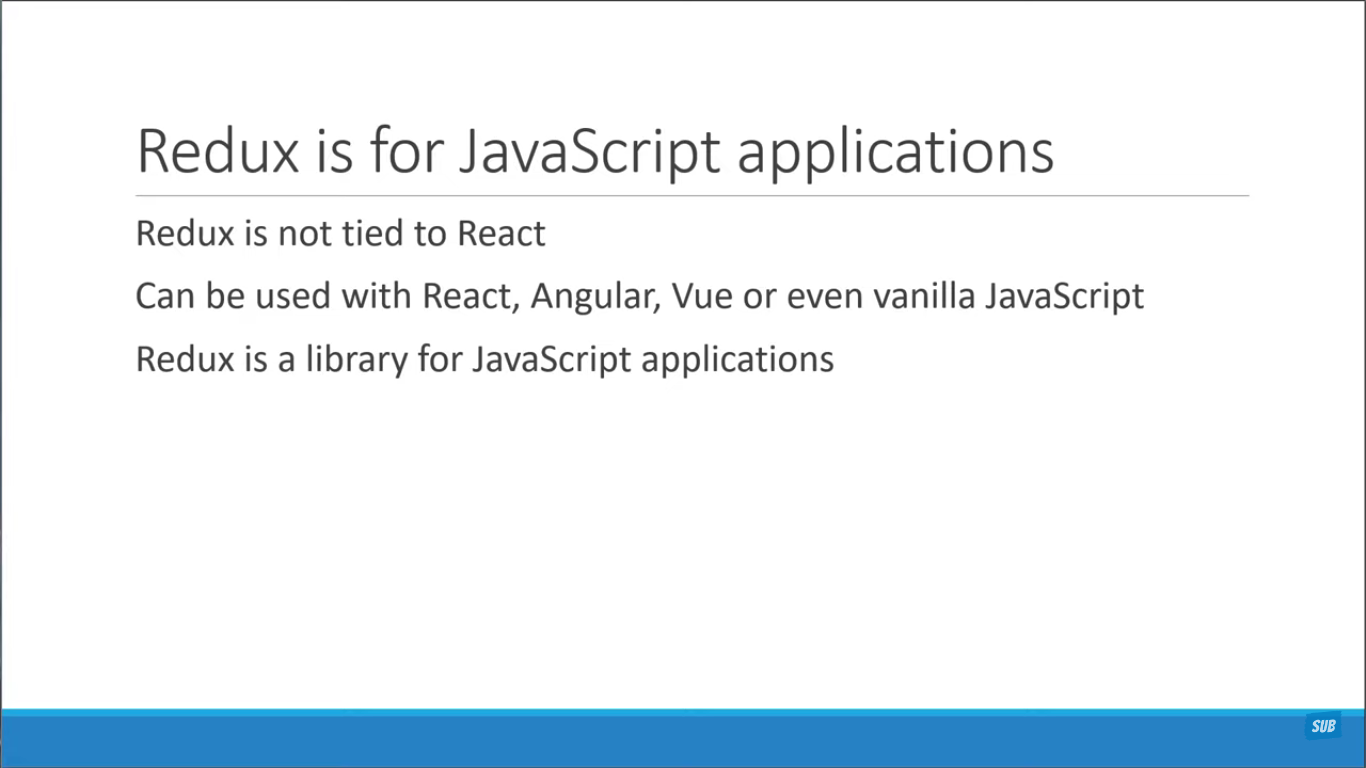 Redux is for JavaScript applications
Redux is not tied to React
Can be used with React, Angular, Vue or even vanilla JavaScript
Redux is a library for JavaScript applications
SUB